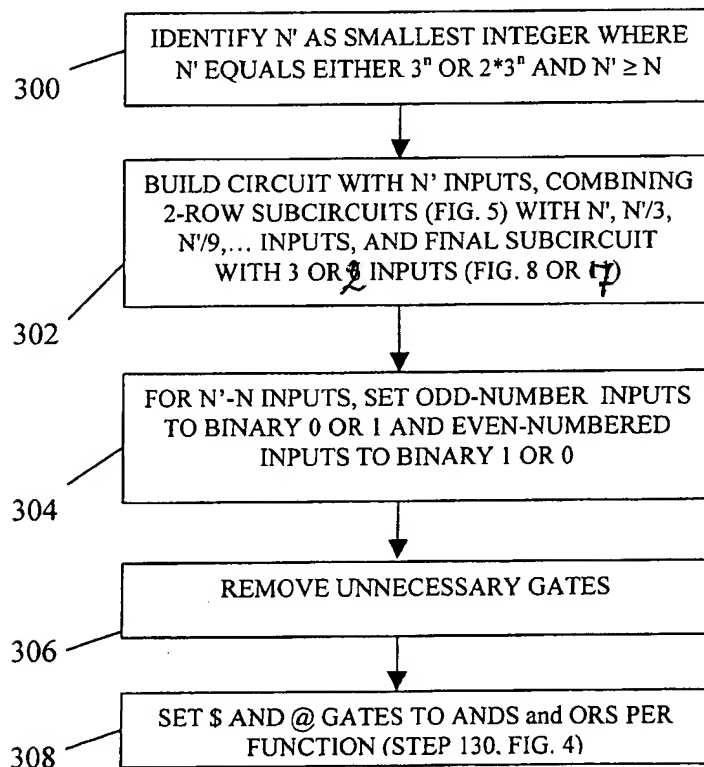 IDENTIFY N' AS SMALLEST INTEGER WHERE
N' EQUALS EITHER 3ⁿ OR 2*3ⁿ AND N' ≥ N
300
BUILD CIRCUIT WITH N' INPUTS, COMBINING
2-ROW SUBCIRCUITS (FIG. 5) WITH N', N'/3,
N'/9,... INPUTS, AND FINAL SUBCIRCUIT
WITH 3 OR 2 INPUTS (FIG. 8 OR 7)
302
FOR N'-N INPUTS, SET ODD-NUMBER INPUTS
TO BINARY 0 OR 1 AND EVEN-NUMBERED
INPUTS TO BINARY 1 OR 0
304
REMOVE UNNECESSARY GATES
306
SET $ AND @ GATES TO ANDS and ORS PER
FUNCTION (STEP 130, FIG. 4)
308